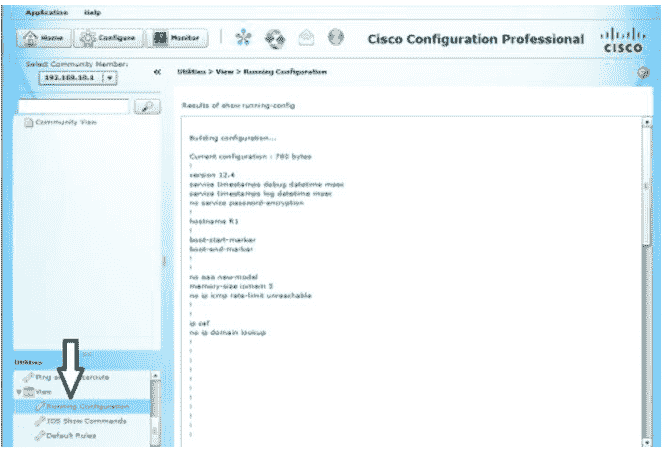 Application Help
Home Configure Monitor
Cisco Configuration Professional
CISCO
Select Community Member:
192.168.10.1
Utilities > View > Running Configuration
Community View
Results of show running-config
Building configuration...
Current configuration : 780 bytes
!
version 12.4
service timestamps debug datetime msec
service timestamps log datetime msec
no service password-encryption
!
hostname R1
!
boot-start-marker
boot-end-marker
!
!
no aaa new-model
memory-size iomem 5
no ip icmp rate-limit unreachable
!
!
ip cef
no ip domain lookup
!
!
!
!
!
!
!
!
!
Utilities
Ping and Traceroute
View
Running Configuration
IOS Show Commands
Default Rules